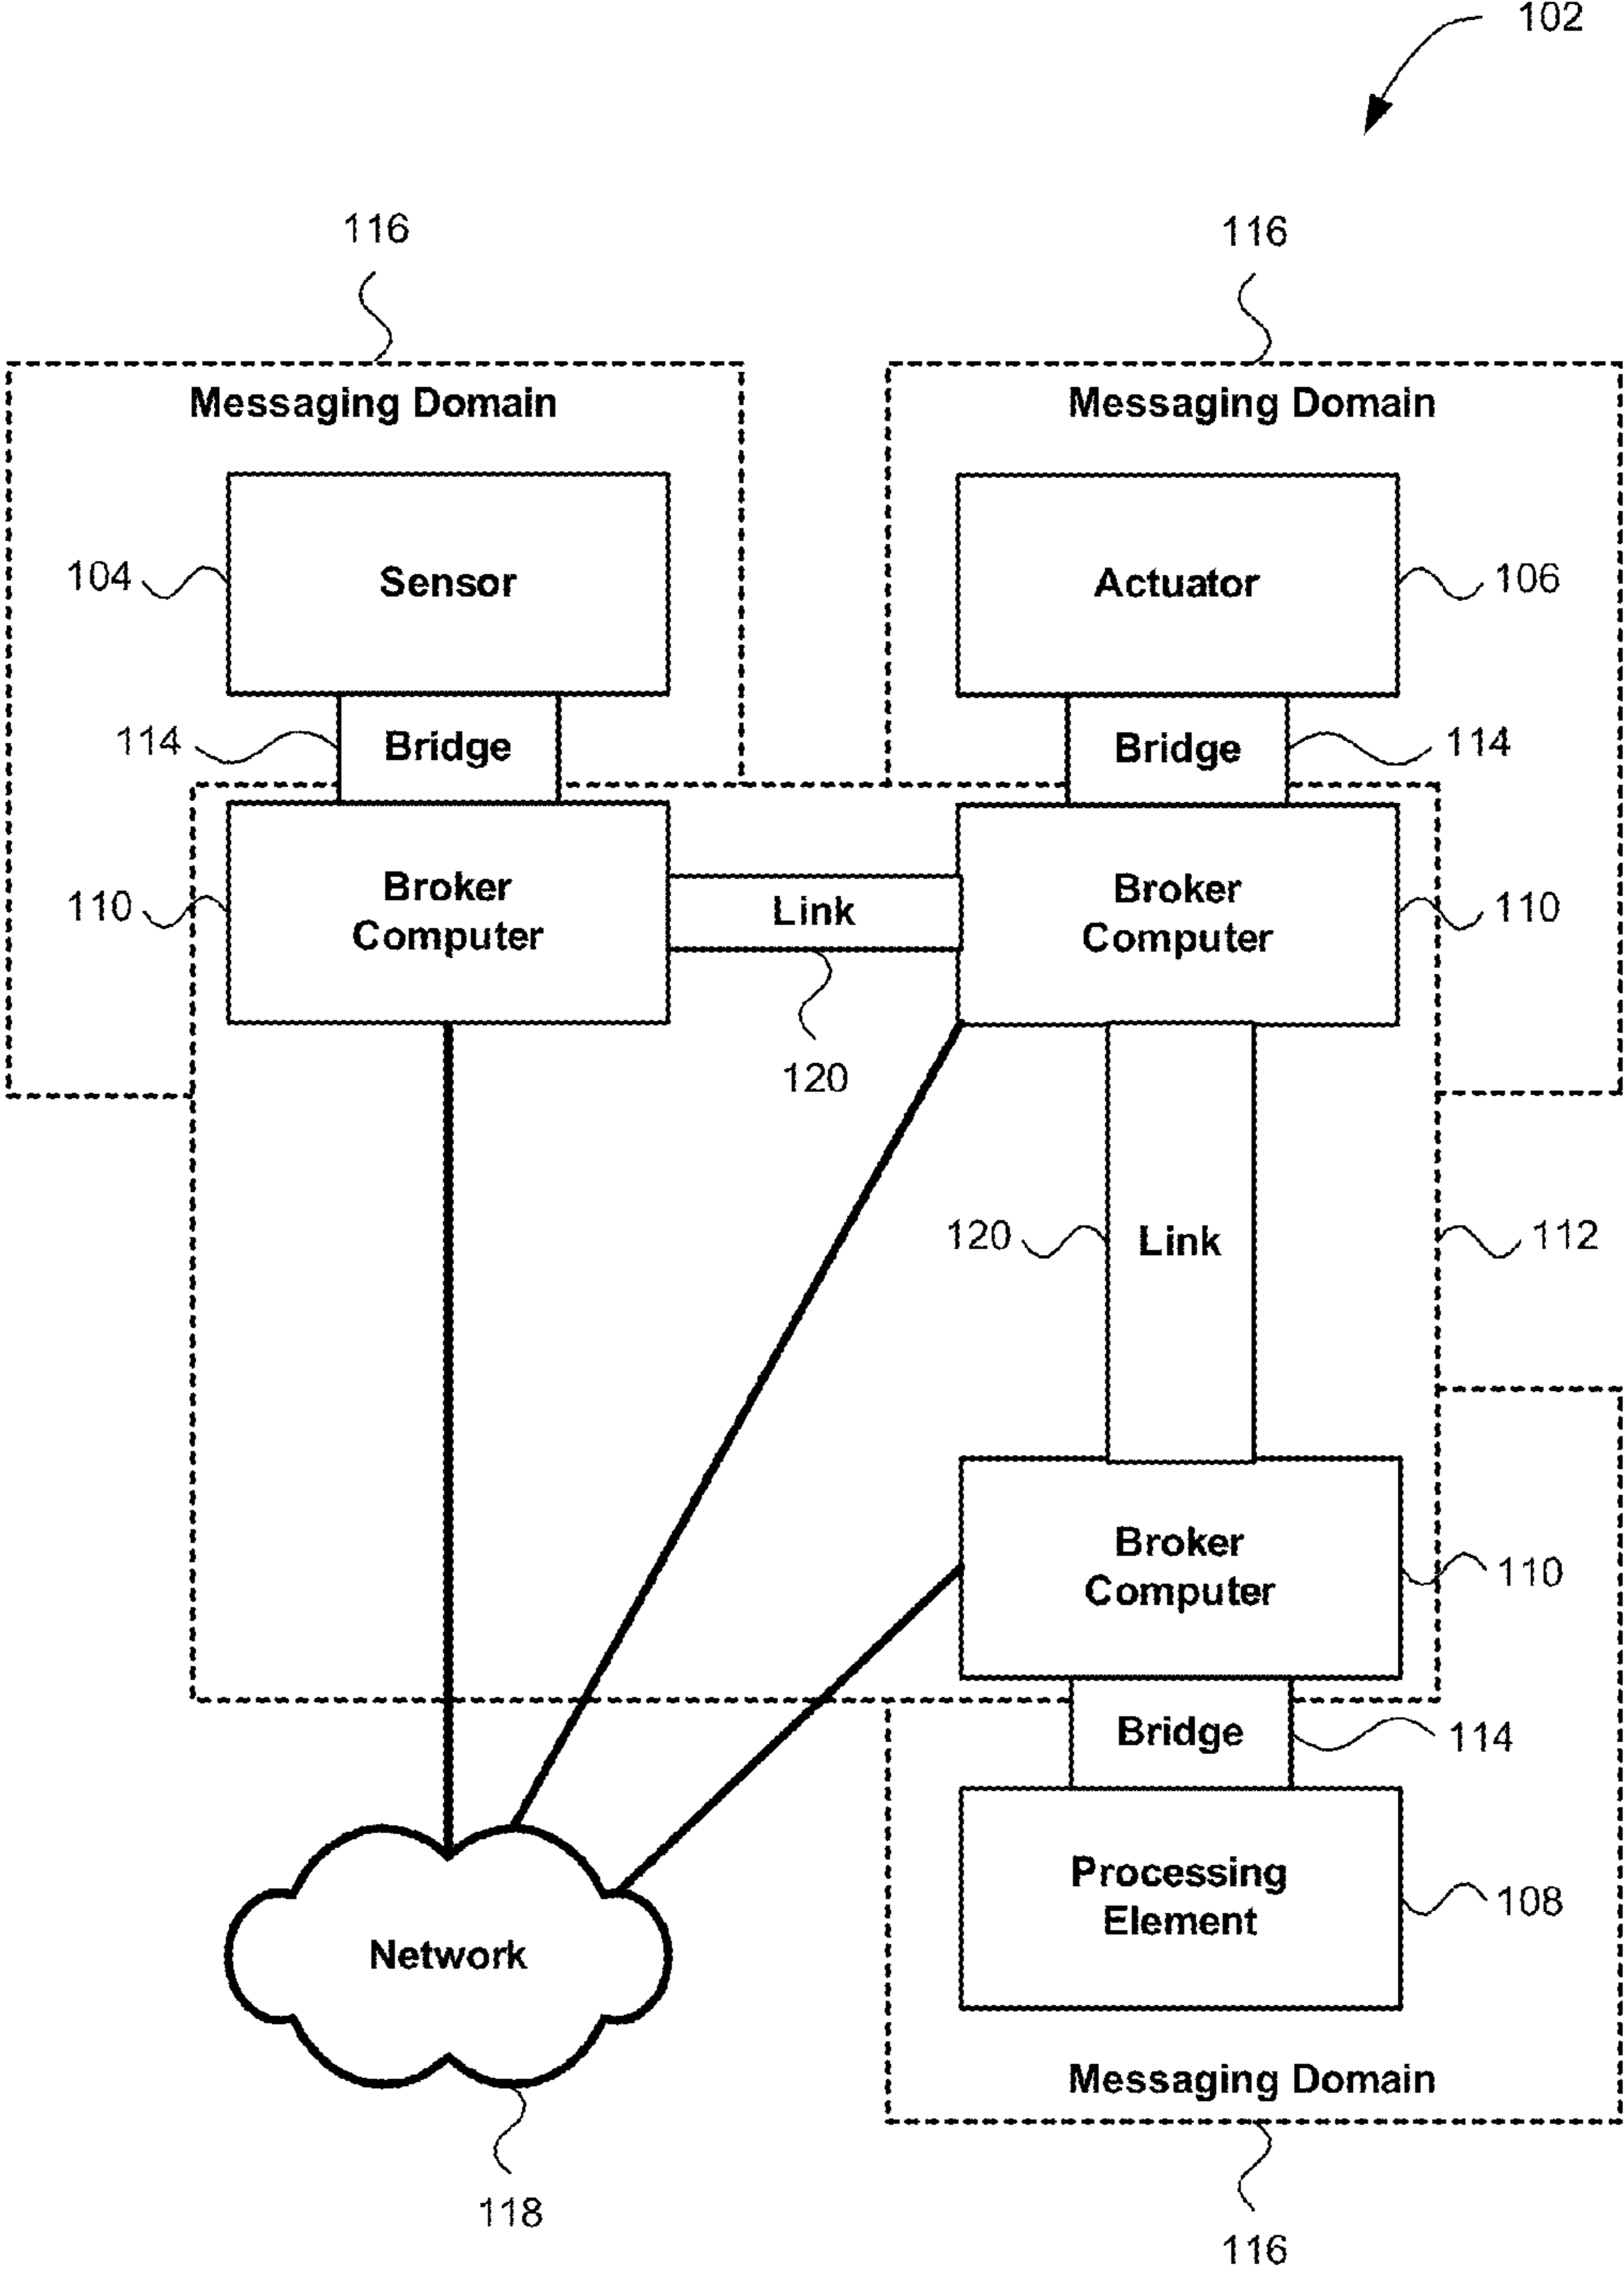 102
116
116
Messaging Domain
Messaging Domain
104
Sensor
Actuator
106
114
Bridge
Bridge
114
110
Broker
Computer
Link
Broker
Computer
110
120
120
Link
112
Broker
Computer
110
Bridge
114
Processing
Element
108
Network
Messaging Domain
118
116